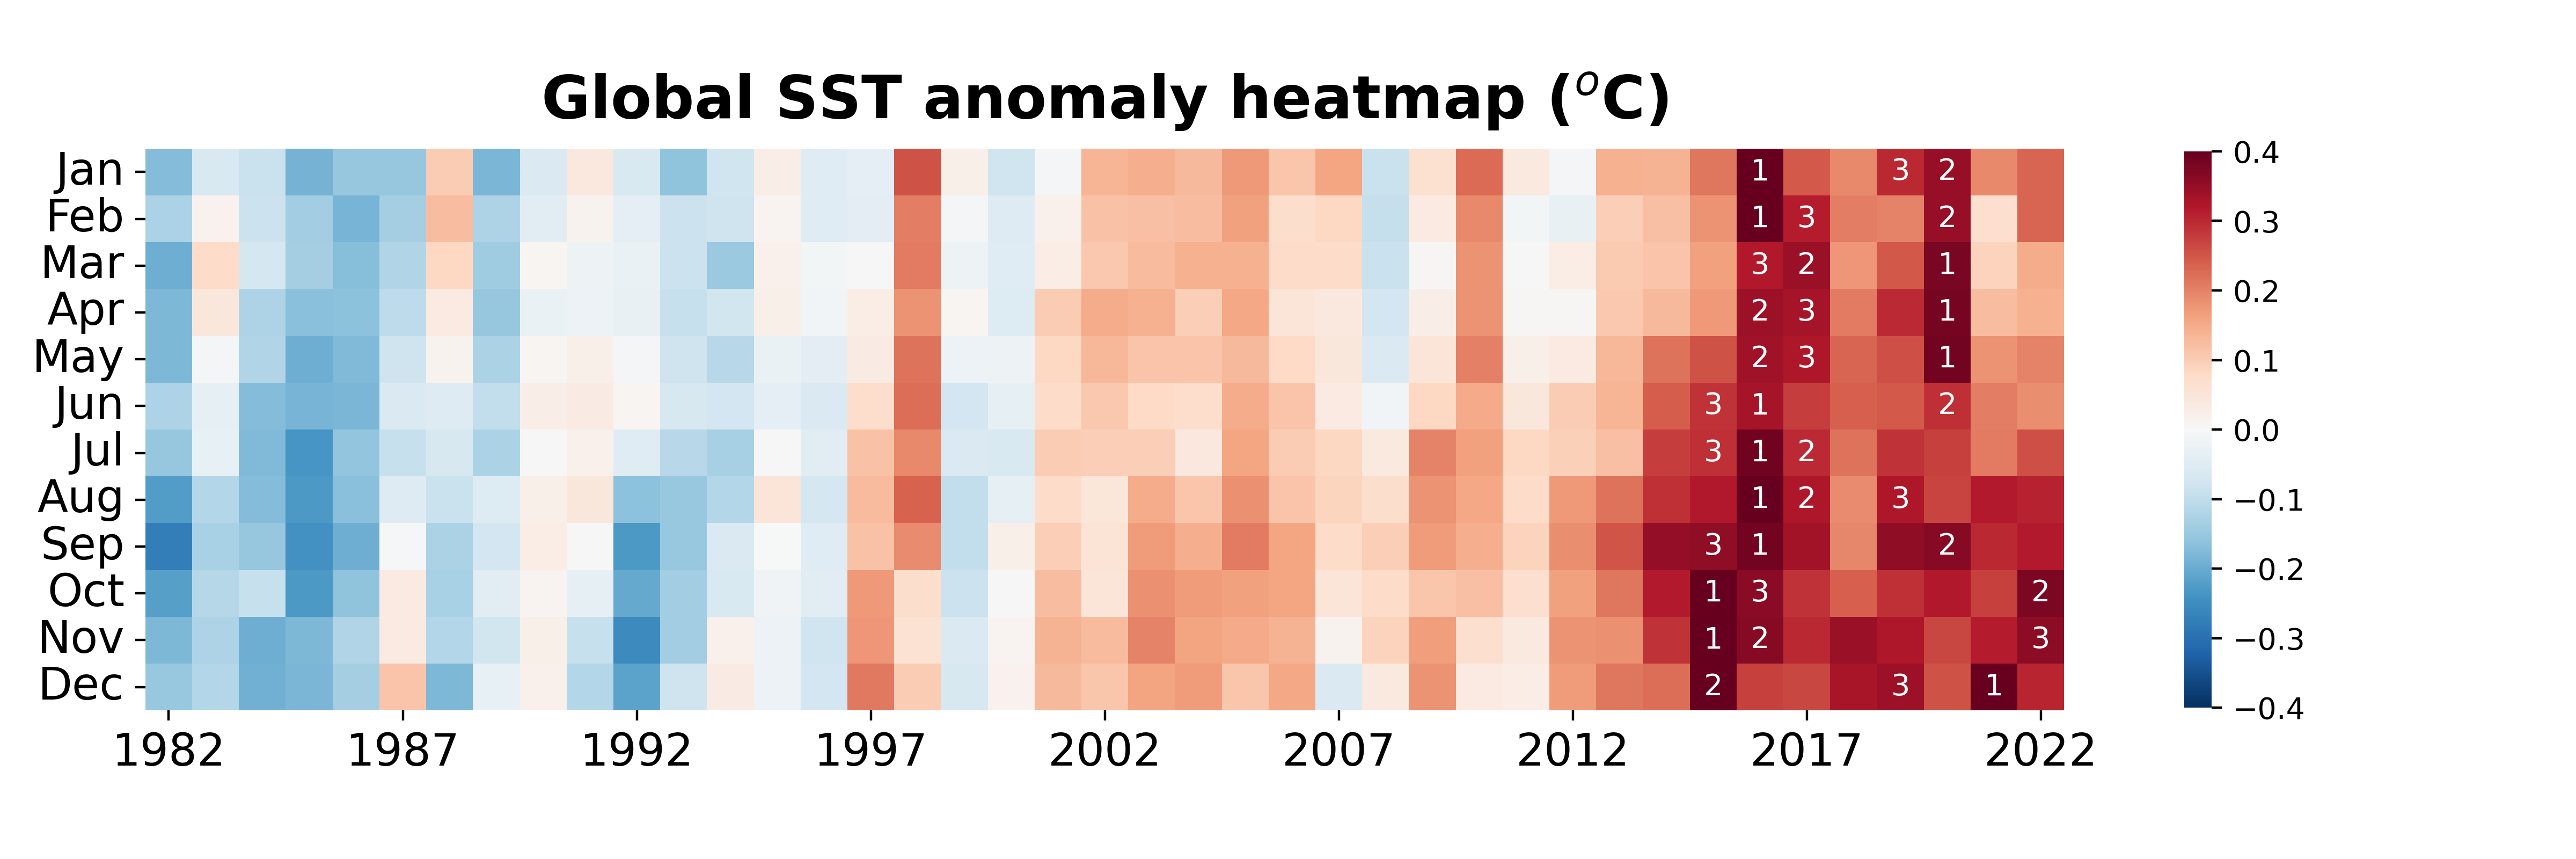 Global SST anomaly heatmap (°C)
Jan 1 3 2 0.4
Feb 1 3 2
Mar 3 2 1 0.3
Apr 2 3 1 0.2
May 2 3 1 0.1
Jun 3 1 2
Jul 3 1 2 0.0
Aug 1 2 3 −0.1
Sep 3 1 2
Oct 1 3 2 −0.2
Nov 1 2 3 −0.3
Dec 2 3 1 −0.4
1982 1987 1992 1997 2002 2007 2012 2017 2022